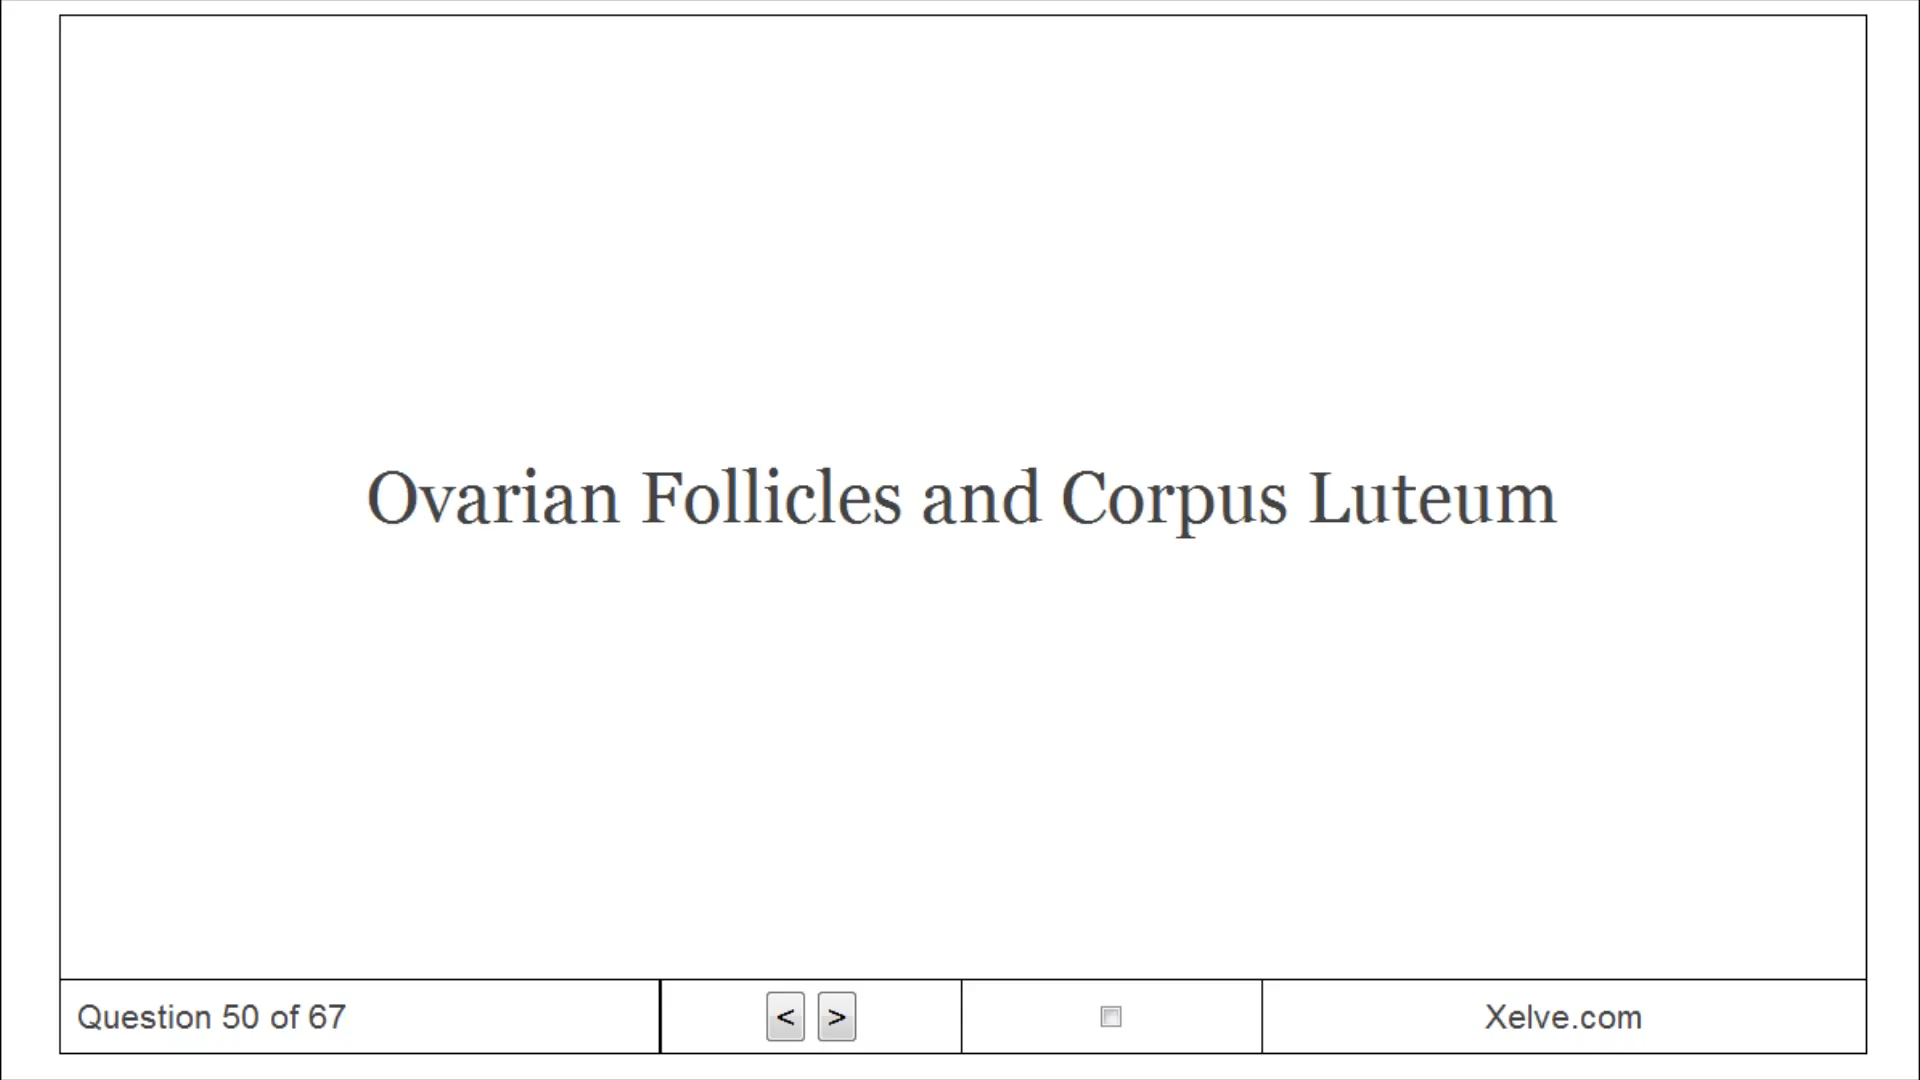 Ovarian Follicles and Corpus Luteum
Question 50 of 67
< >
Xelve.com